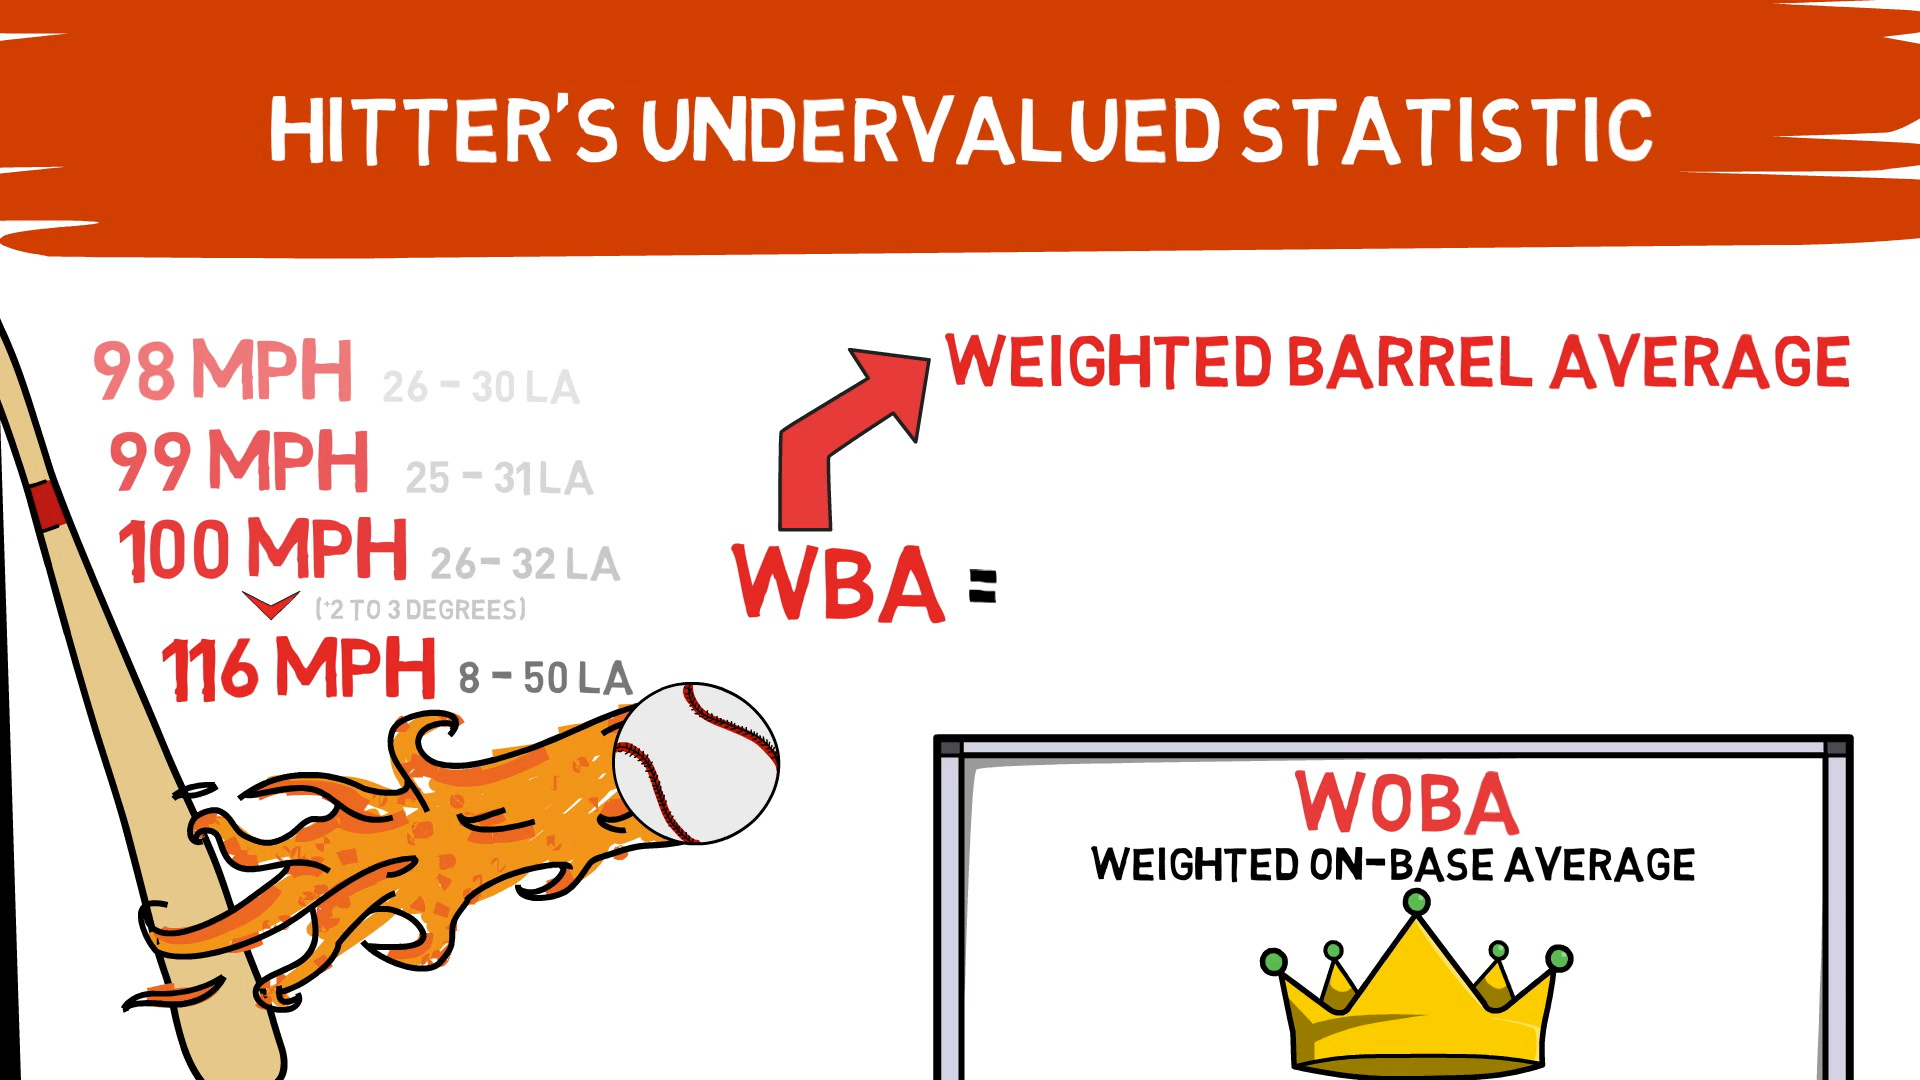 HITTER'S UNDERVALUED STATISTIC
98 MPH 26 - 30 LA
99 MPH 25 - 31 LA
100 MPH 26 - 32 LA
(+2 TO 3 DEGREES)
116 MPH 8 - 50 LA
WEIGHTED BARREL AVERAGE
WBA =
WOBA
WEIGHTED ON-BASE AVERAGE